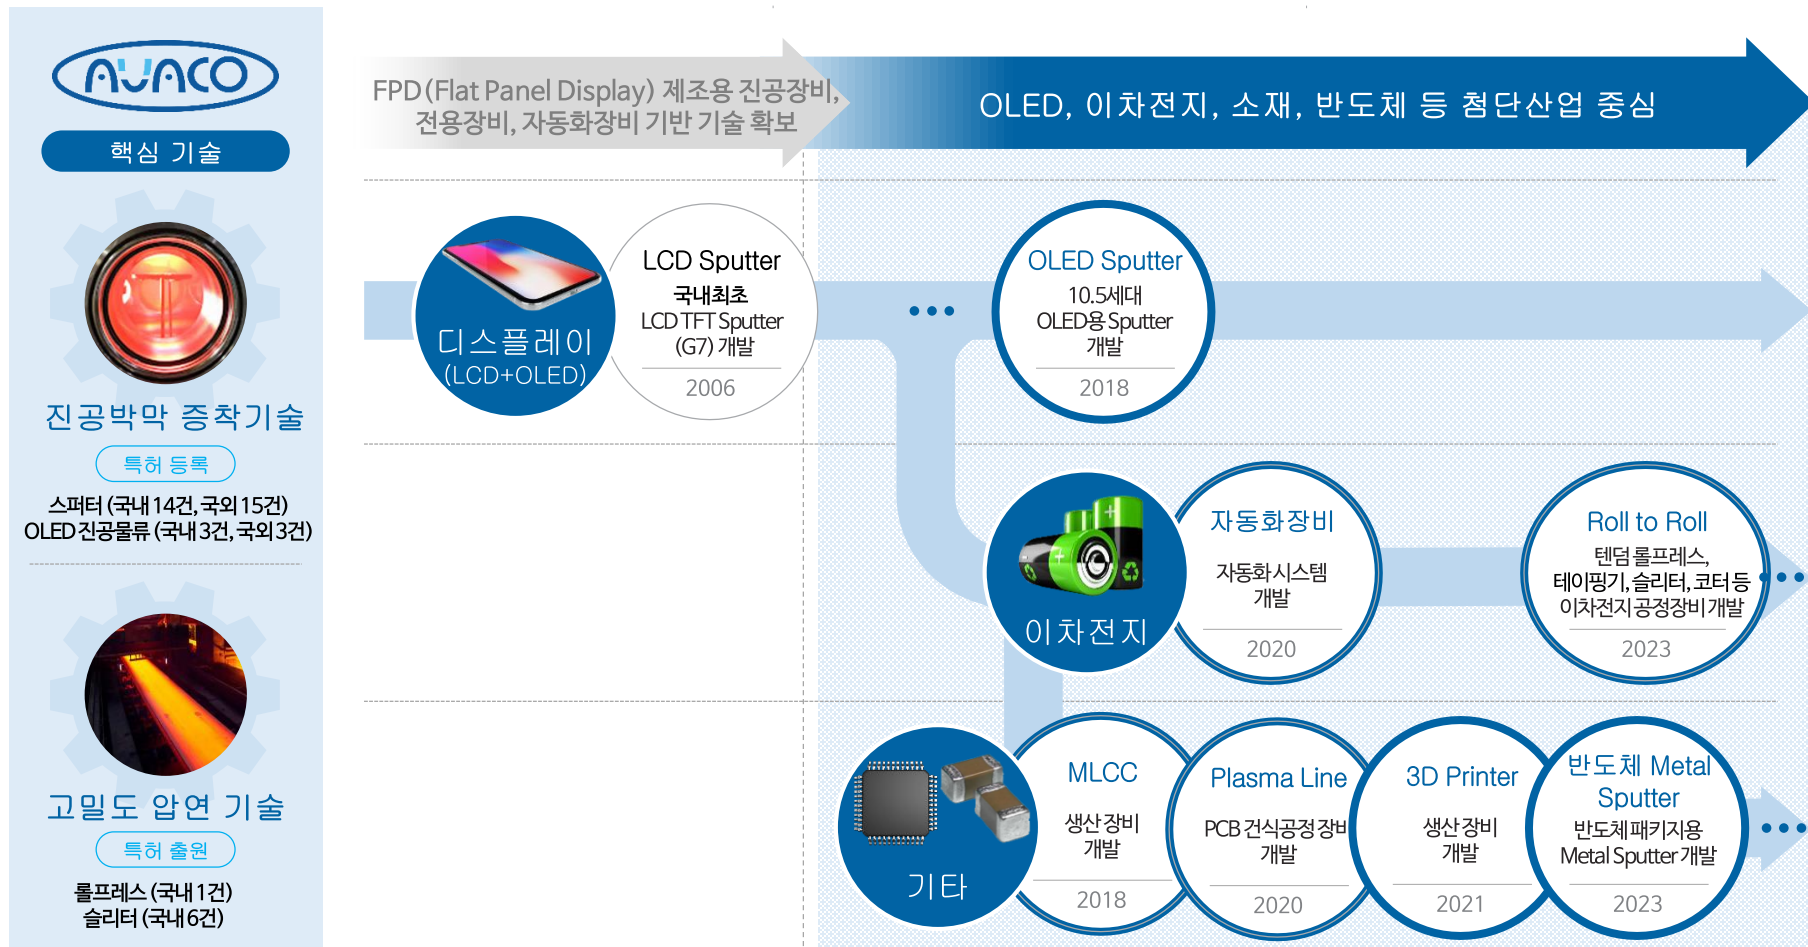 AVACO
핵심 기술
진공박막 증착기술
특허 등록
스퍼터 (국내 14건, 국외 15건)
OLED 진공물류 (국내 3건, 국외 3건)
고밀도 압연 기술
특허 출원
롤프레스 (국내 1건)
슬리터 (국내 6건)
FPD (Flat Panel Display) 제조용 진공장비,
전용장비, 자동화장비 기반 기술 확보
OLED, 이차전지, 소재, 반도체 등 첨단산업 중심
디스플레이
(LCD+OLED)
LCD Sputter
국내최초
LCD TFT Sputter
(G7) 개발
2006
OLED Sputter
10.5세대
OLED용 Sputter
개발
2018
이차전지
자동화장비
자동화 시스템
개발
2020
Roll to Roll
텐덤 롤프레스,
테이핑기, 슬리터, 코터 등
이차전지 공정장비 개발
2023
기타
MLCC
생산 장비
개발
2018
Plasma Line
PCB 건식공정 장비
개발
2020
3D Printer
생산 장비
개발
2021
반도체 Metal
Sputter
반도체 패키지용
Metal Sputter 개발
2023